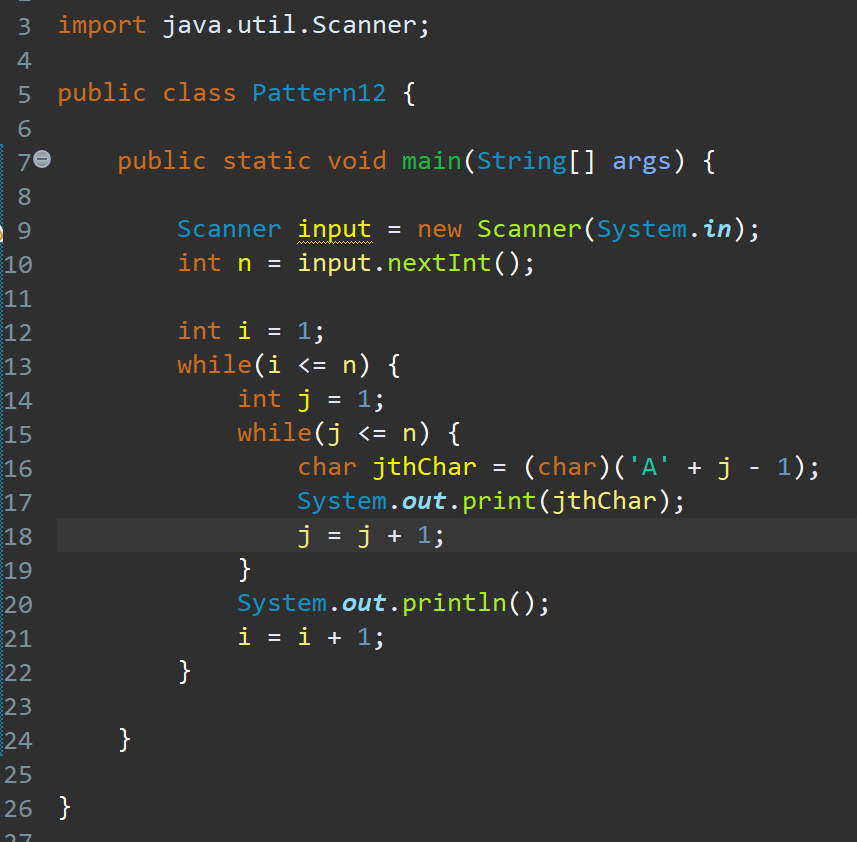 3 import java.util.Scanner;
4
5 public class Pattern12 {
6
7 public static void main(String[] args) {
8
9 Scanner input = new Scanner(System.in);
10 int n = input.nextInt();
11
12 int i = 1;
13 while(i <= n) {
14 int j = 1;
15 while(j <= n) {
16 char jthChar = (char)('A' + j - 1);
17 System.out.print(jthChar);
18 j = j + 1;
19 }
20 System.out.println();
21 i = i + 1;
22 }
23
24 }
25
26 }
27